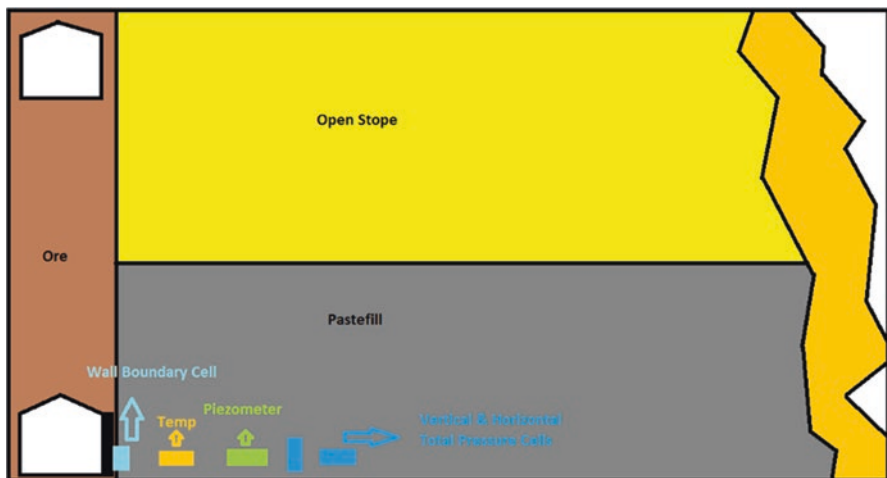 Open Stope
Ore
Pastefill
Wall Boundary Cell
Temp
Piezometer
Vertical & Horizontal
Total Pressure Cells